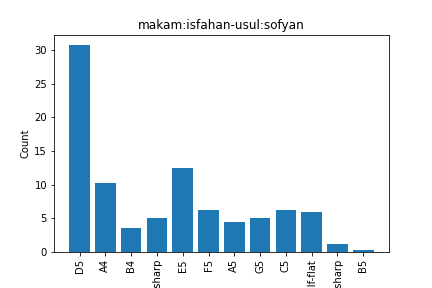 makam:isfahan-usul:sofyan
Count
30
25
20
15
10
5
0
D5
A4
B4
sharp
E5
F5
A5
G5
C5
lf-flat
sharp
B5